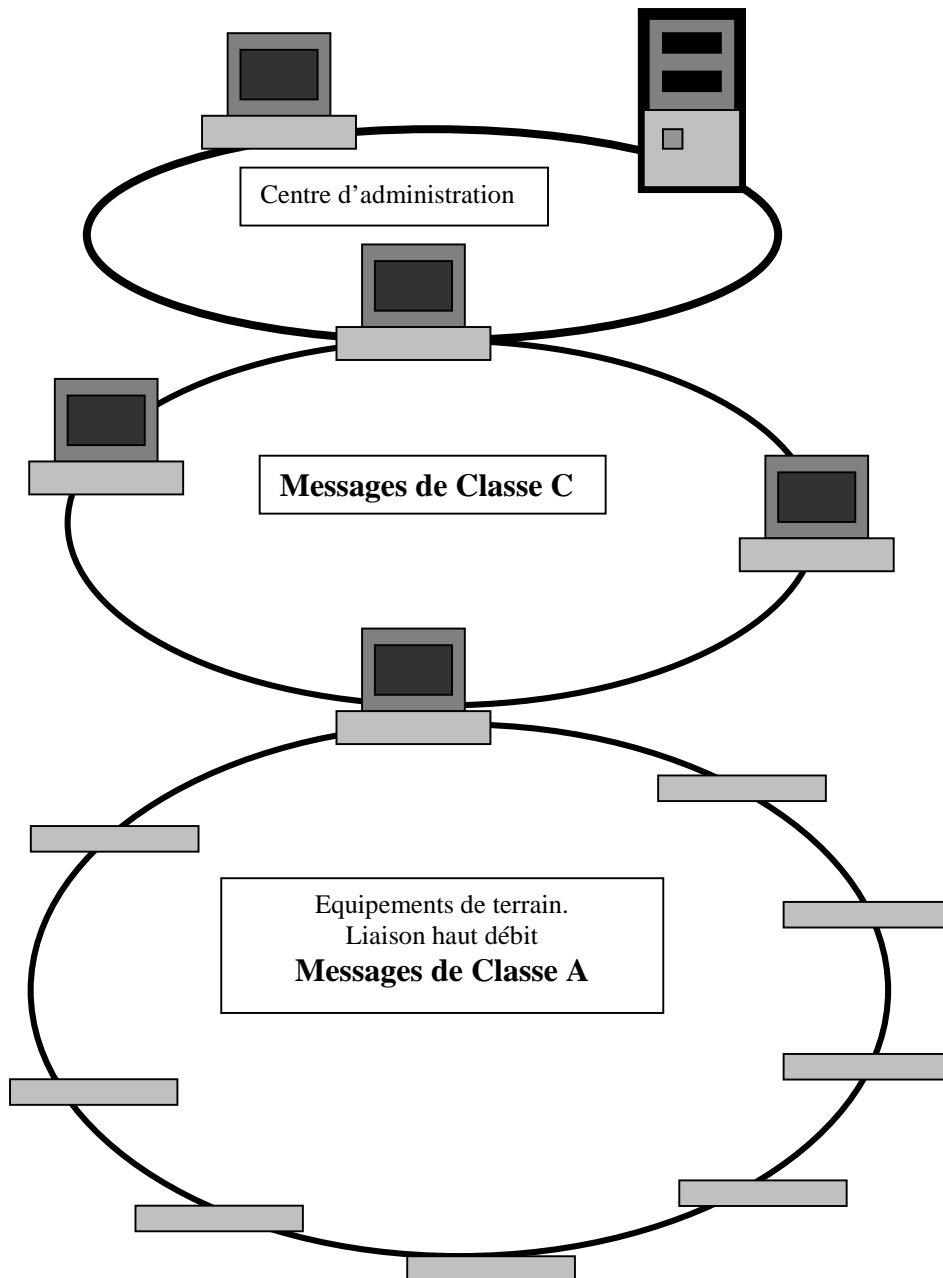 Centre d'administration
Messages de Classe C
Equipements de terrain.
Liaison haut débit
Messages de Classe A